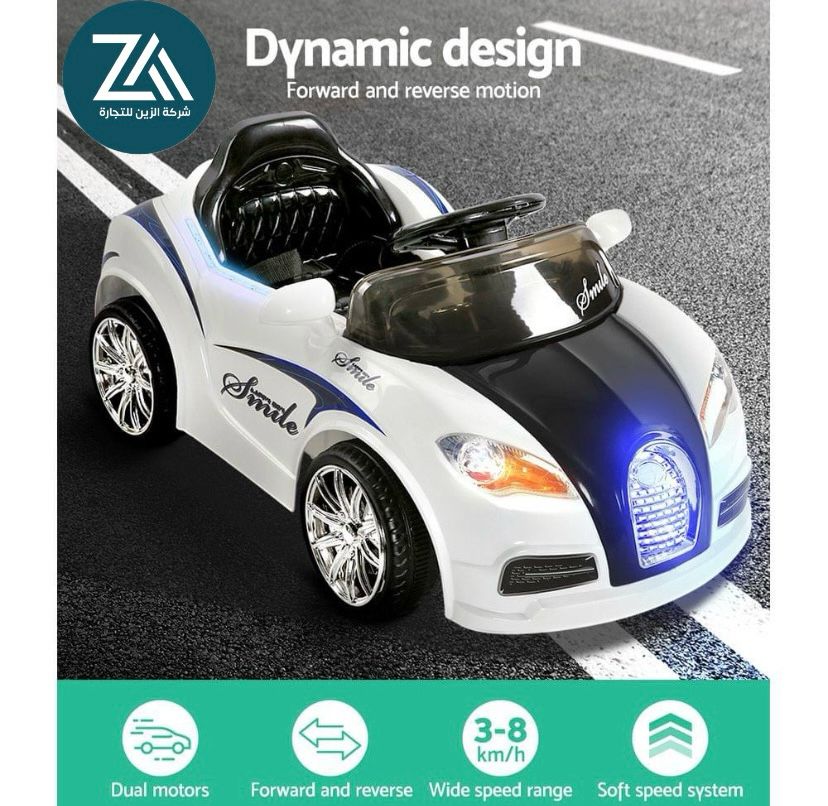 Dynamic design
Forward and reverse motion
ZA
شركة الزين للتجارة
Smile
Smile
Smile
3-8
km/h
Dual motors
Forward and reverse
Wide speed range
Soft speed system